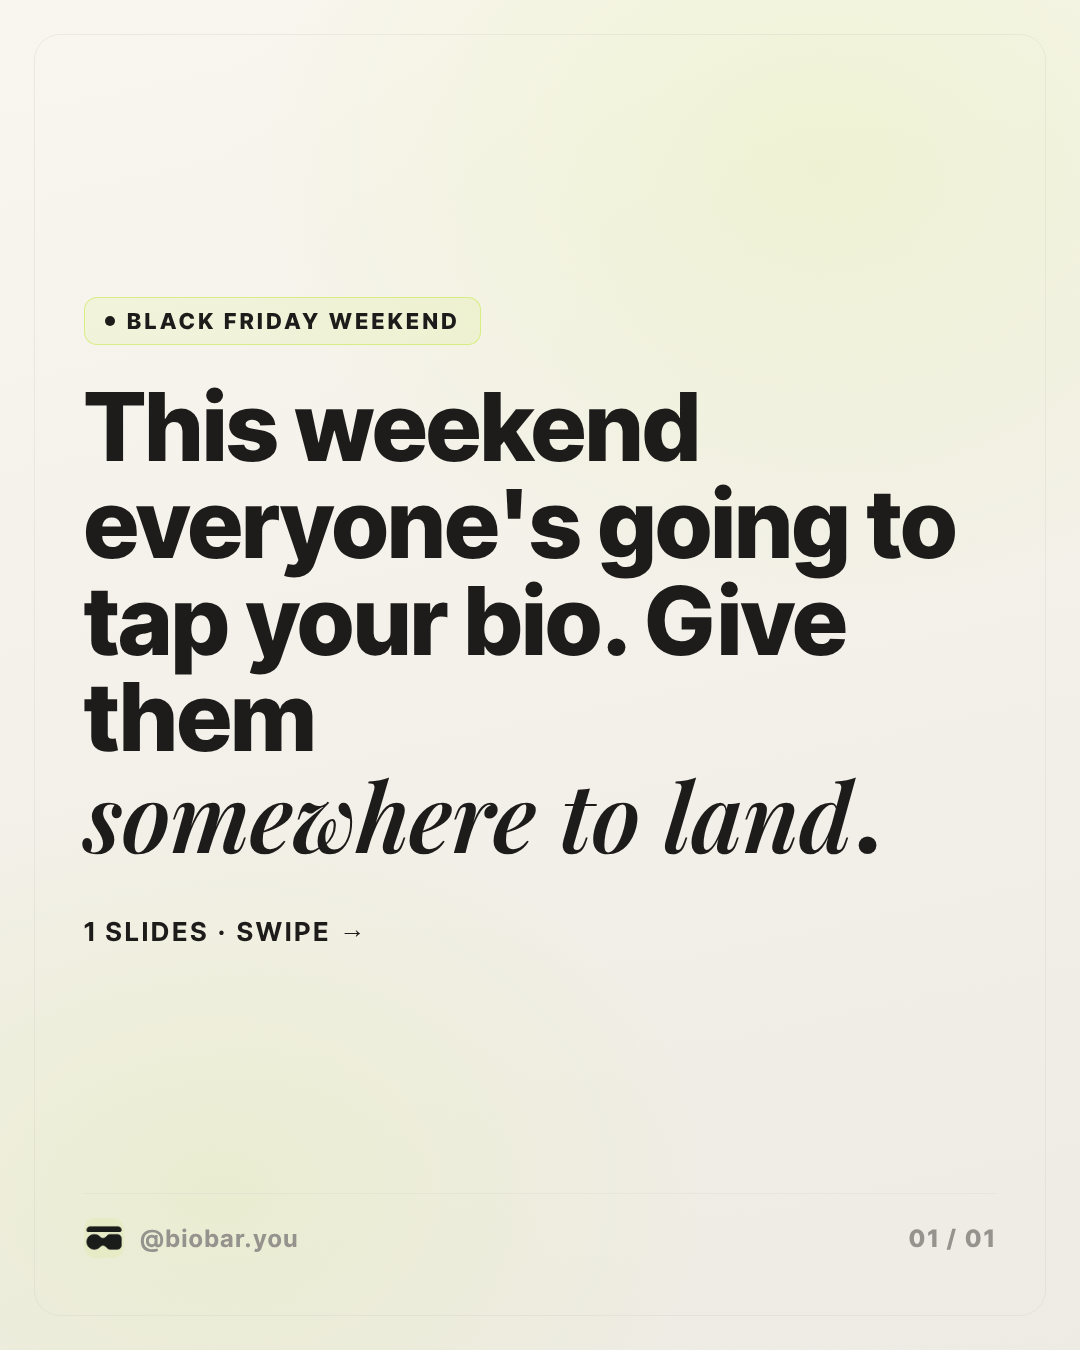 • BLACK FRIDAY WEEKEND
This weekend
everyone's going to
tap your bio. Give
them
somewhere to land.
1 SLIDES · SWIPE →
@biobar.you
01 / 01